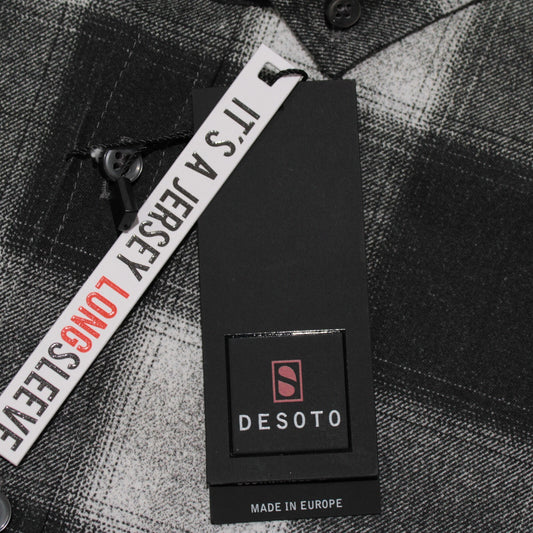 IT'S A JERSEY LONGSLEEVE
DESOTO
MADE IN EUROPE